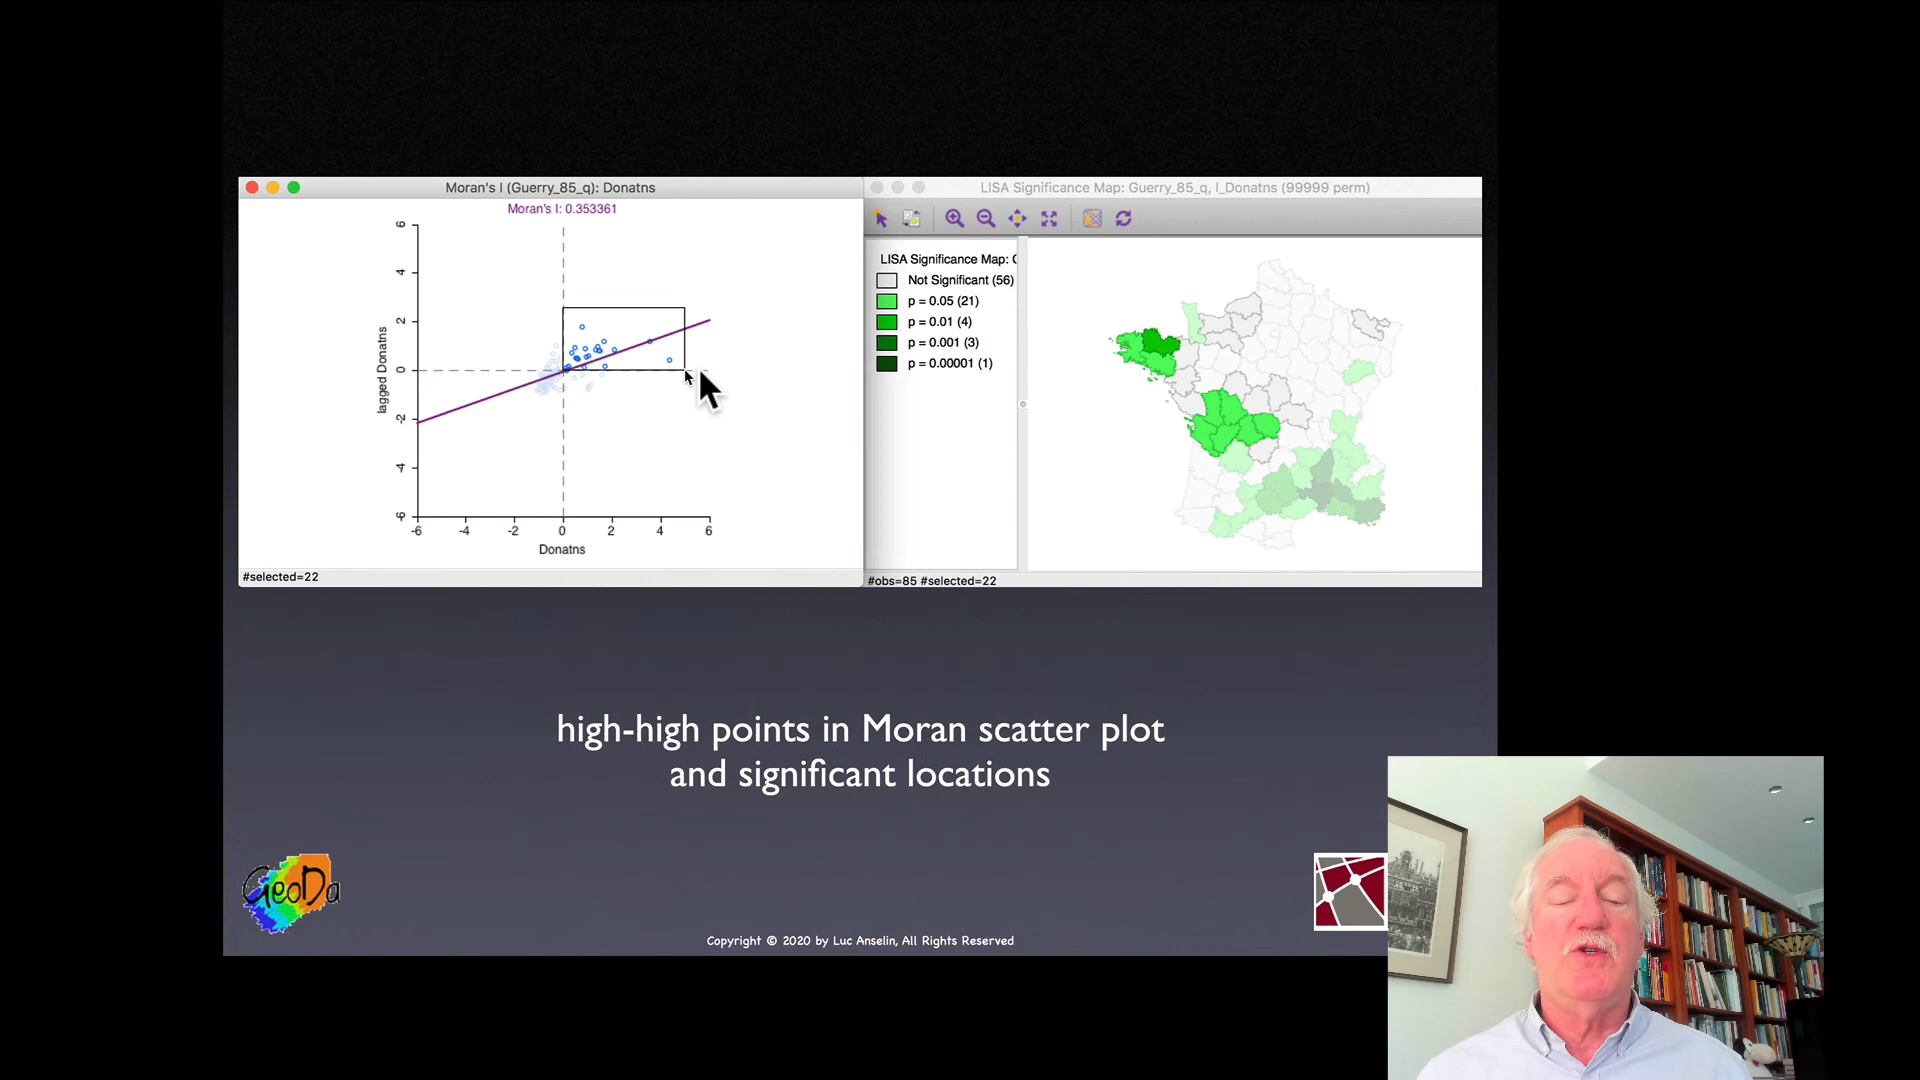 Moran's I (Guerry_85_q): Donatns
Moran's I: 0.353361
6
4
2
0
-2
-4
-6
lagged Donatns
-6 -4 -2 0 2 4 6
Donatns
#selected=22
LISA Significance Map: Guerry_85_q, I_Donatns (99999 perm)
LISA Significance Map: G
Not Significant (56)
p = 0.05 (21)
p = 0.01 (4)
p = 0.001 (3)
p = 0.00001 (1)
#obs=85 #selected=22
high-high points in Moran scatter plot
and significant locations
GeoDa
Copyright © 2020 by Luc Anselin, All Rights Reserved